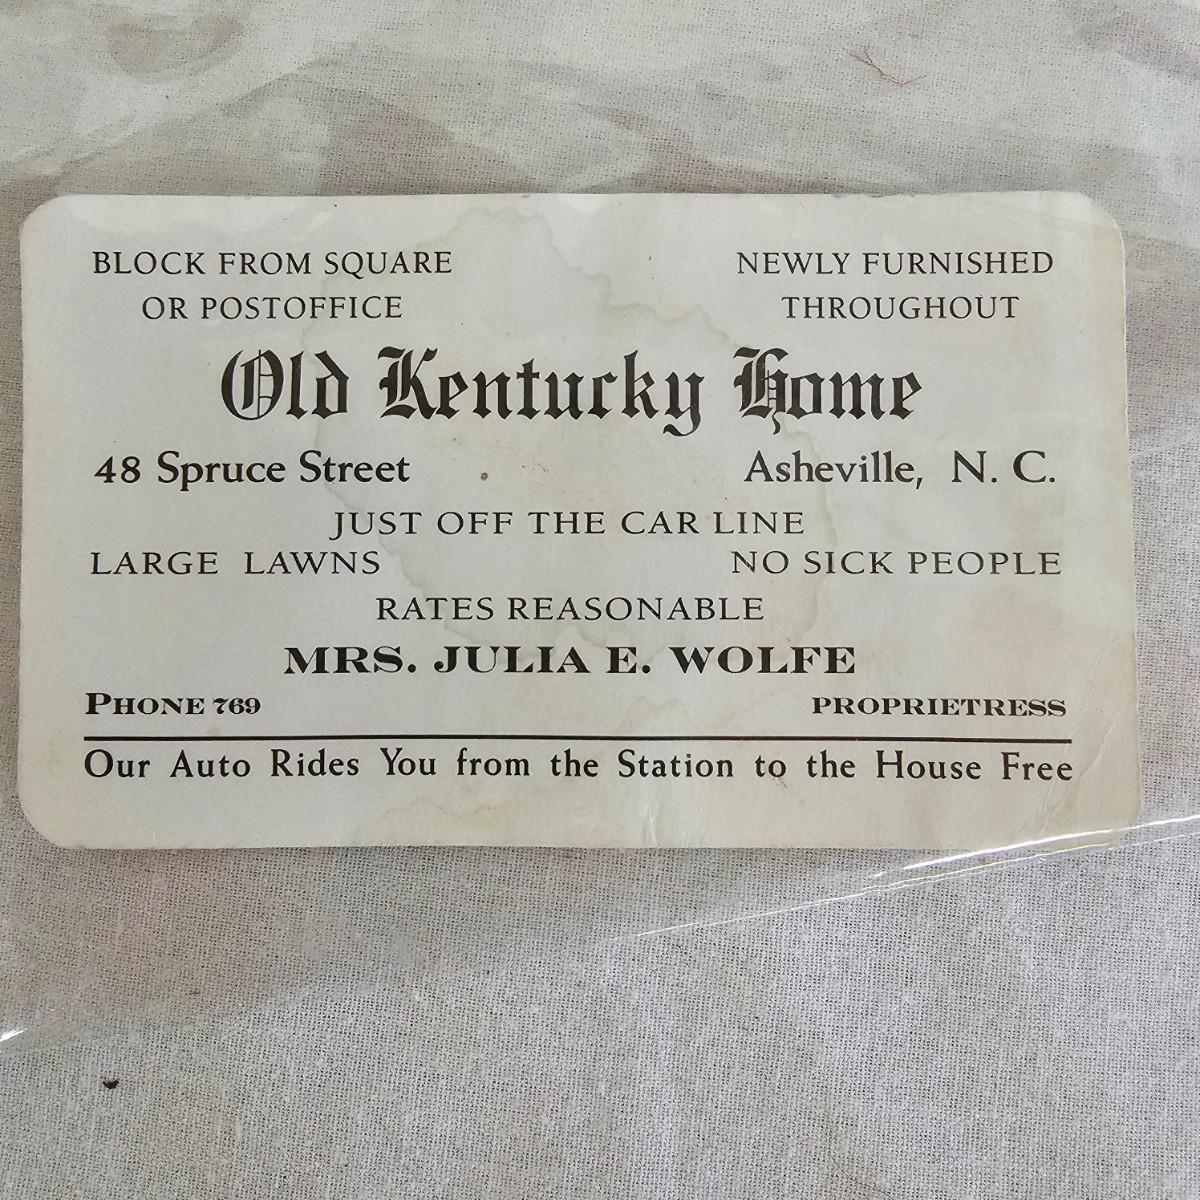 BLOCK FROM SQUARE NEWLY FURNISHED
OR POSTOFFICE THROUGHOUT
Old Kentucky Home
48 Spruce Street Asheville, N. C.
JUST OFF THE CAR LINE
LARGE LAWNS NO SICK PEOPLE
RATES REASONABLE
MRS. JULIA E. WOLFE
PHONE 769 PROPRIETRESS
Our Auto Rides You from the Station to the House Free